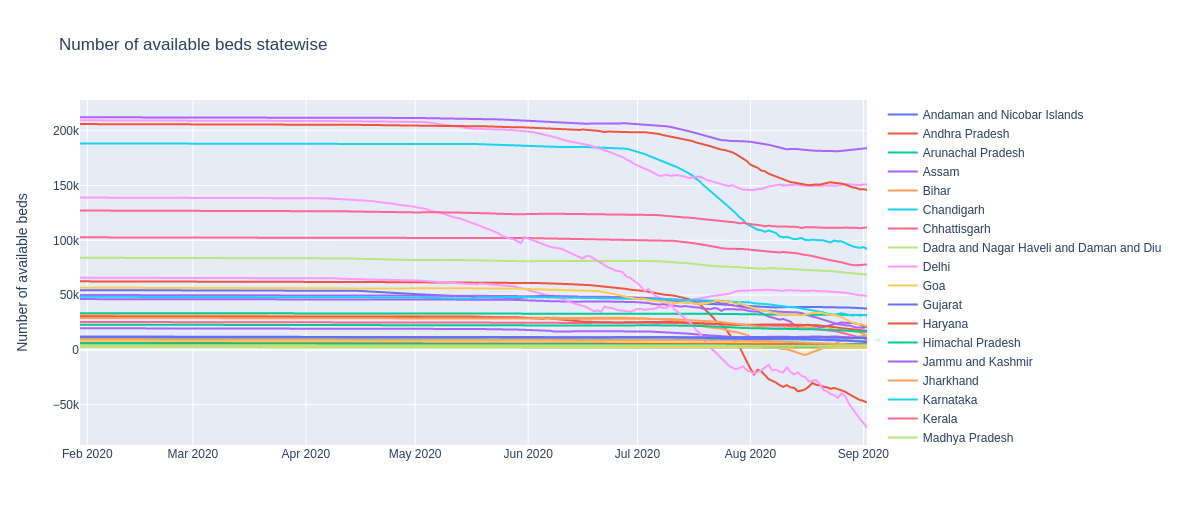 Number of available beds statewise
Number of available beds
200k
150k
100k
50k
0
−50k
Feb 2020
Mar 2020
Apr 2020
May 2020
Jun 2020
Jul 2020
Aug 2020
Sep 2020
Andaman and Nicobar Islands
Andhra Pradesh
Arunachal Pradesh
Assam
Bihar
Chandigarh
Chhattisgarh
Dadra and Nagar Haveli and Daman and Diu
Delhi
Goa
Gujarat
Haryana
Himachal Pradesh
Jammu and Kashmir
Jharkhand
Karnataka
Kerala
Madhya Pradesh